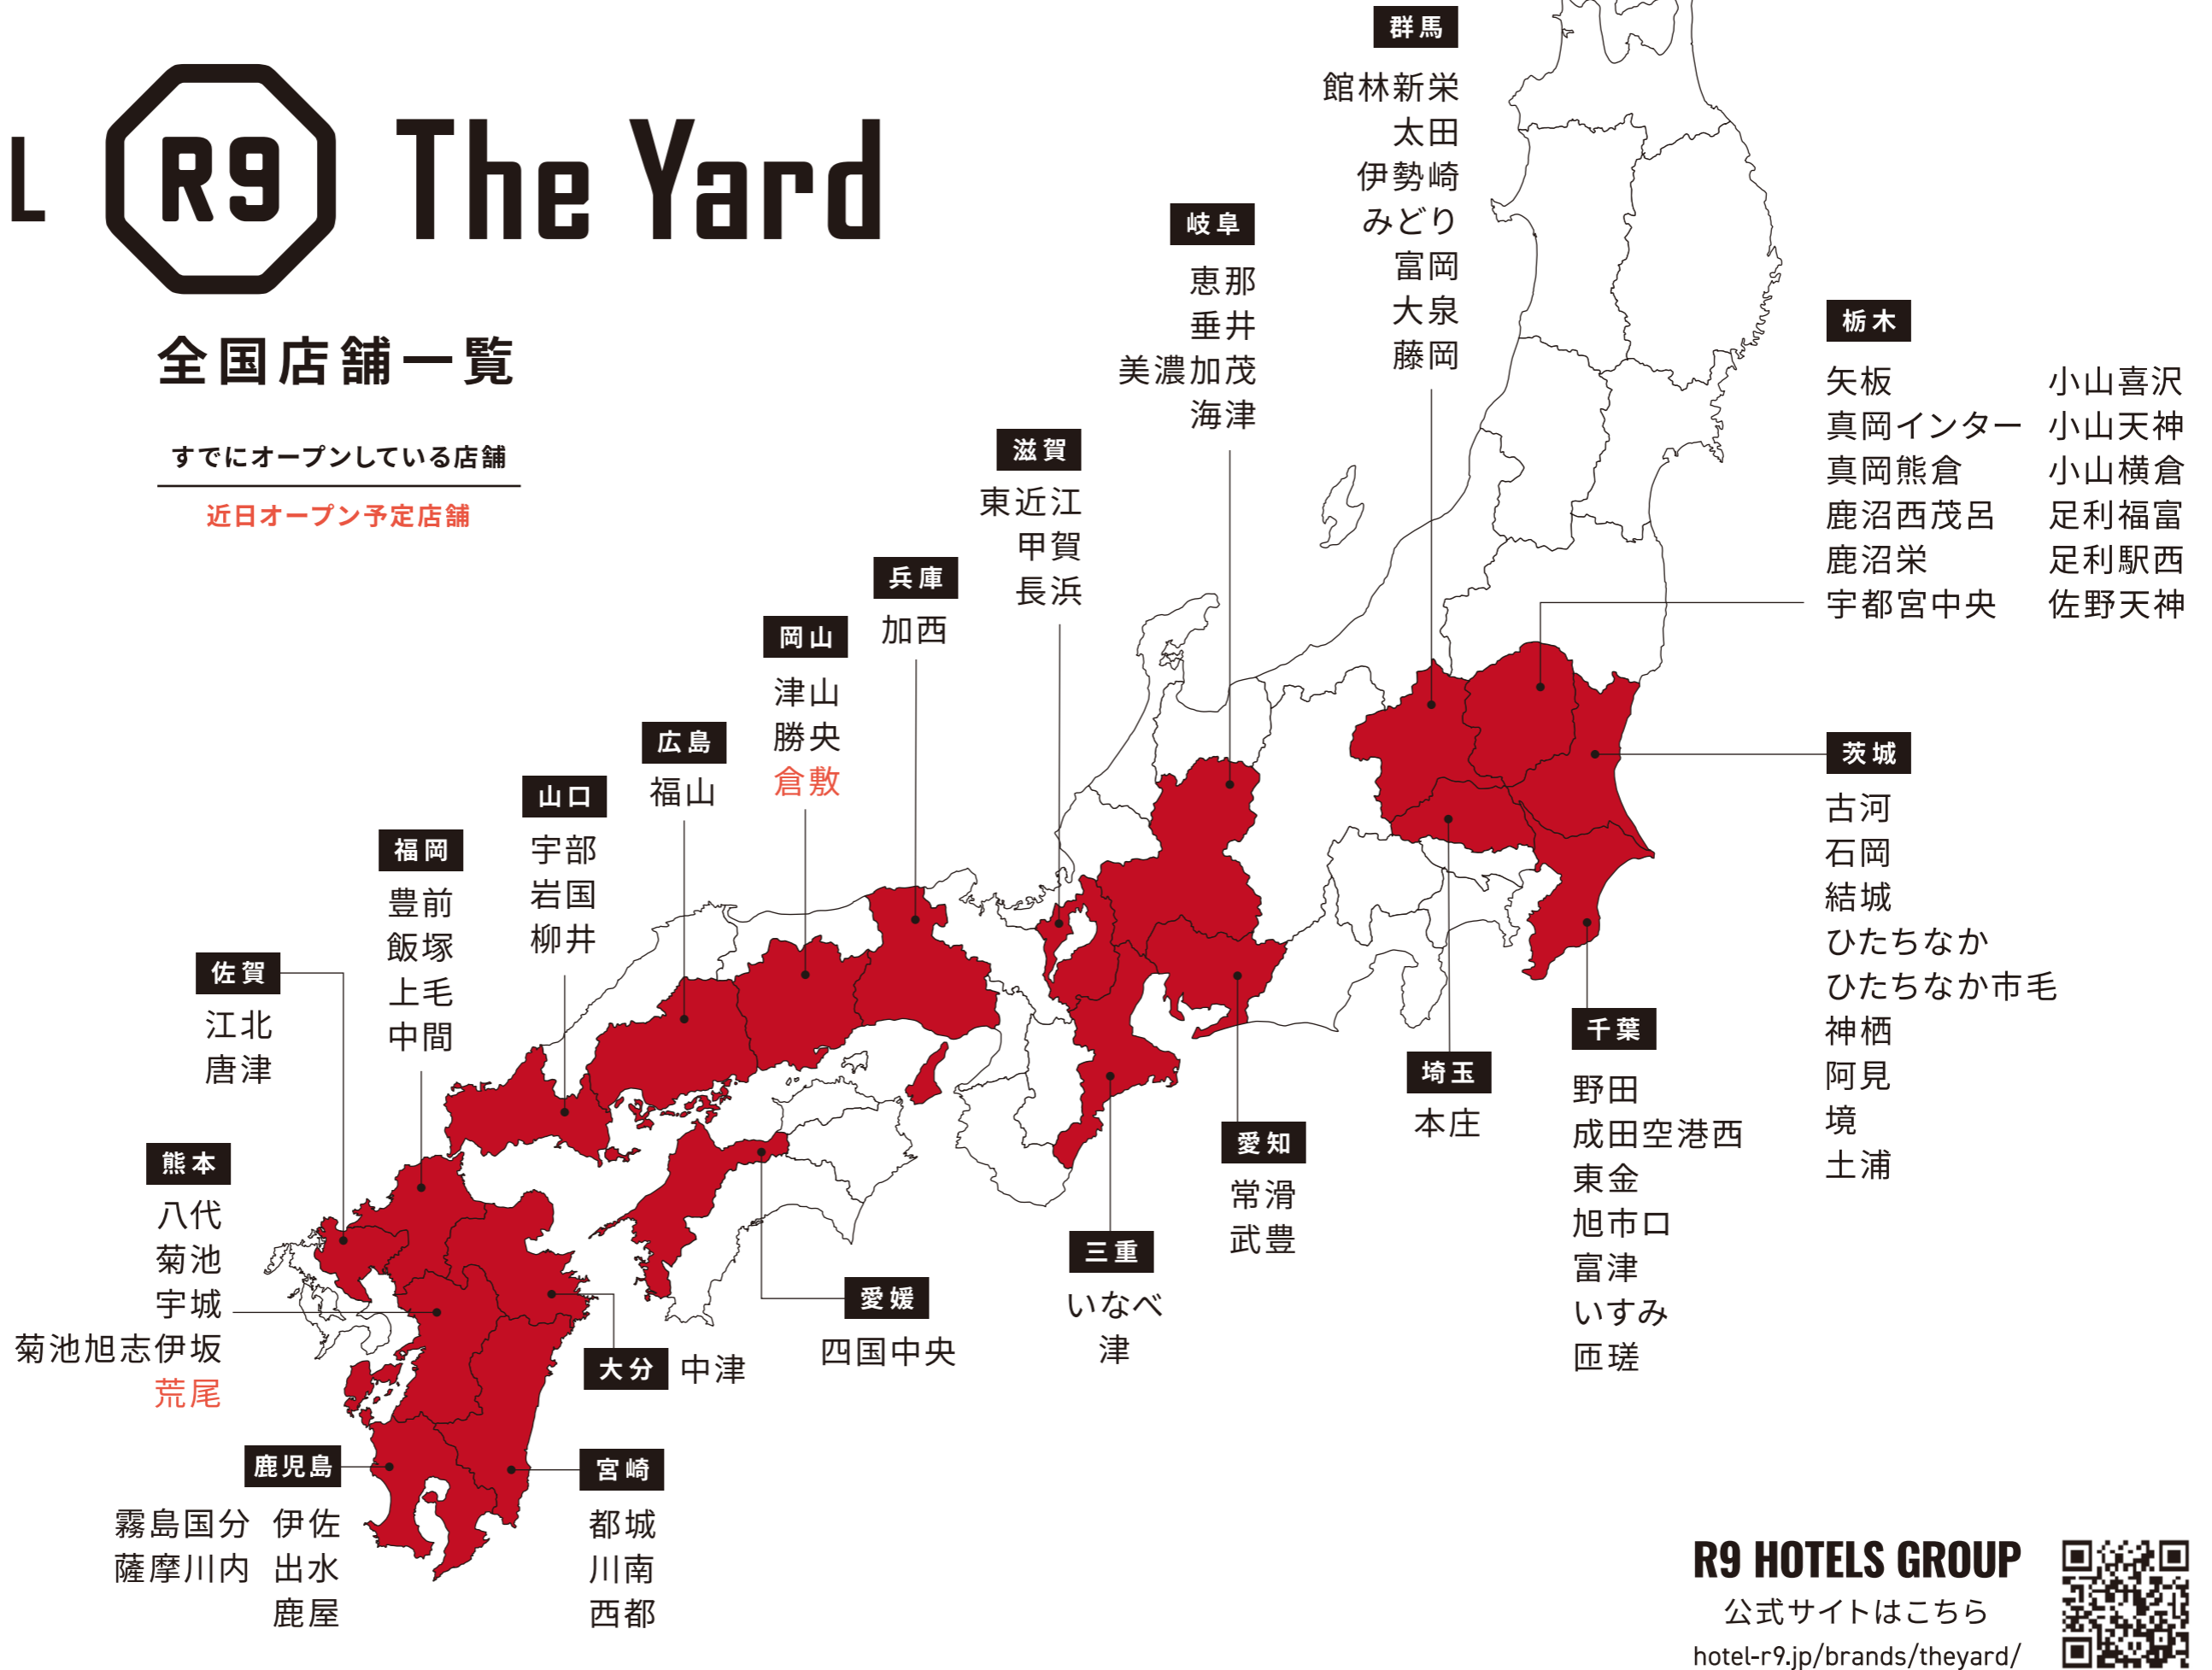 L R9 The Yard
全国店舗一覧
すでにオープンしている店舗
近日オープン予定店舗
群馬
館林新栄
太田
伊勢崎
みどり
富岡
大泉
藤岡
岐阜
恵那
垂井
美濃加茂
海津
栃木
矢板
真岡インター
真岡熊倉
鹿沼西茂呂
鹿沼栄
宇都宮中央
小山喜沢
小山天神
小山横倉
足利福富
足利駅西
佐野天神
滋賀
東近江
甲賀
長浜
兵庫
加西
岡山
津山
勝央
倉敷
広島
福山
山口
宇部
岩国
柳井
福岡
豊前
飯塚
上毛
中間
佐賀
江北
唐津
茨城
古河
石岡
結城
ひたちなか
ひたちなか市毛
神栖
阿見
境
土浦
千葉
野田
成田空港西
東金
旭市口
富津
いすみ
匝瑳
埼玉
本庄
愛知
常滑
武豊
三重
いなべ
津
愛媛
四国中央
熊本
八代
菊池
宇城
菊池旭志伊坂
荒尾
大分
中津
鹿児島
霧島国分
薩摩川内
伊佐
出水
鹿屋
宮崎
都城
川南
西都
R9 HOTELS GROUP
公式サイトはこちら
hotel-r9.jp/brands/theyard/